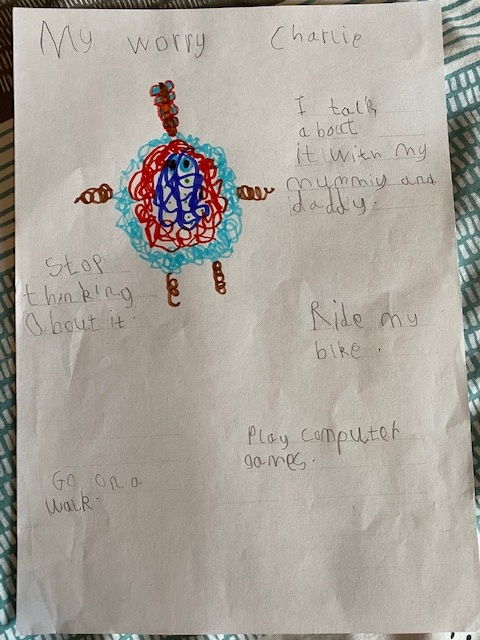 My worry Charlie
I talk
about
it with my
mummiy and
daddy.
Stop
thinking
About it.
Ride my
bike.
Play computer
games.
Go on a
walk.